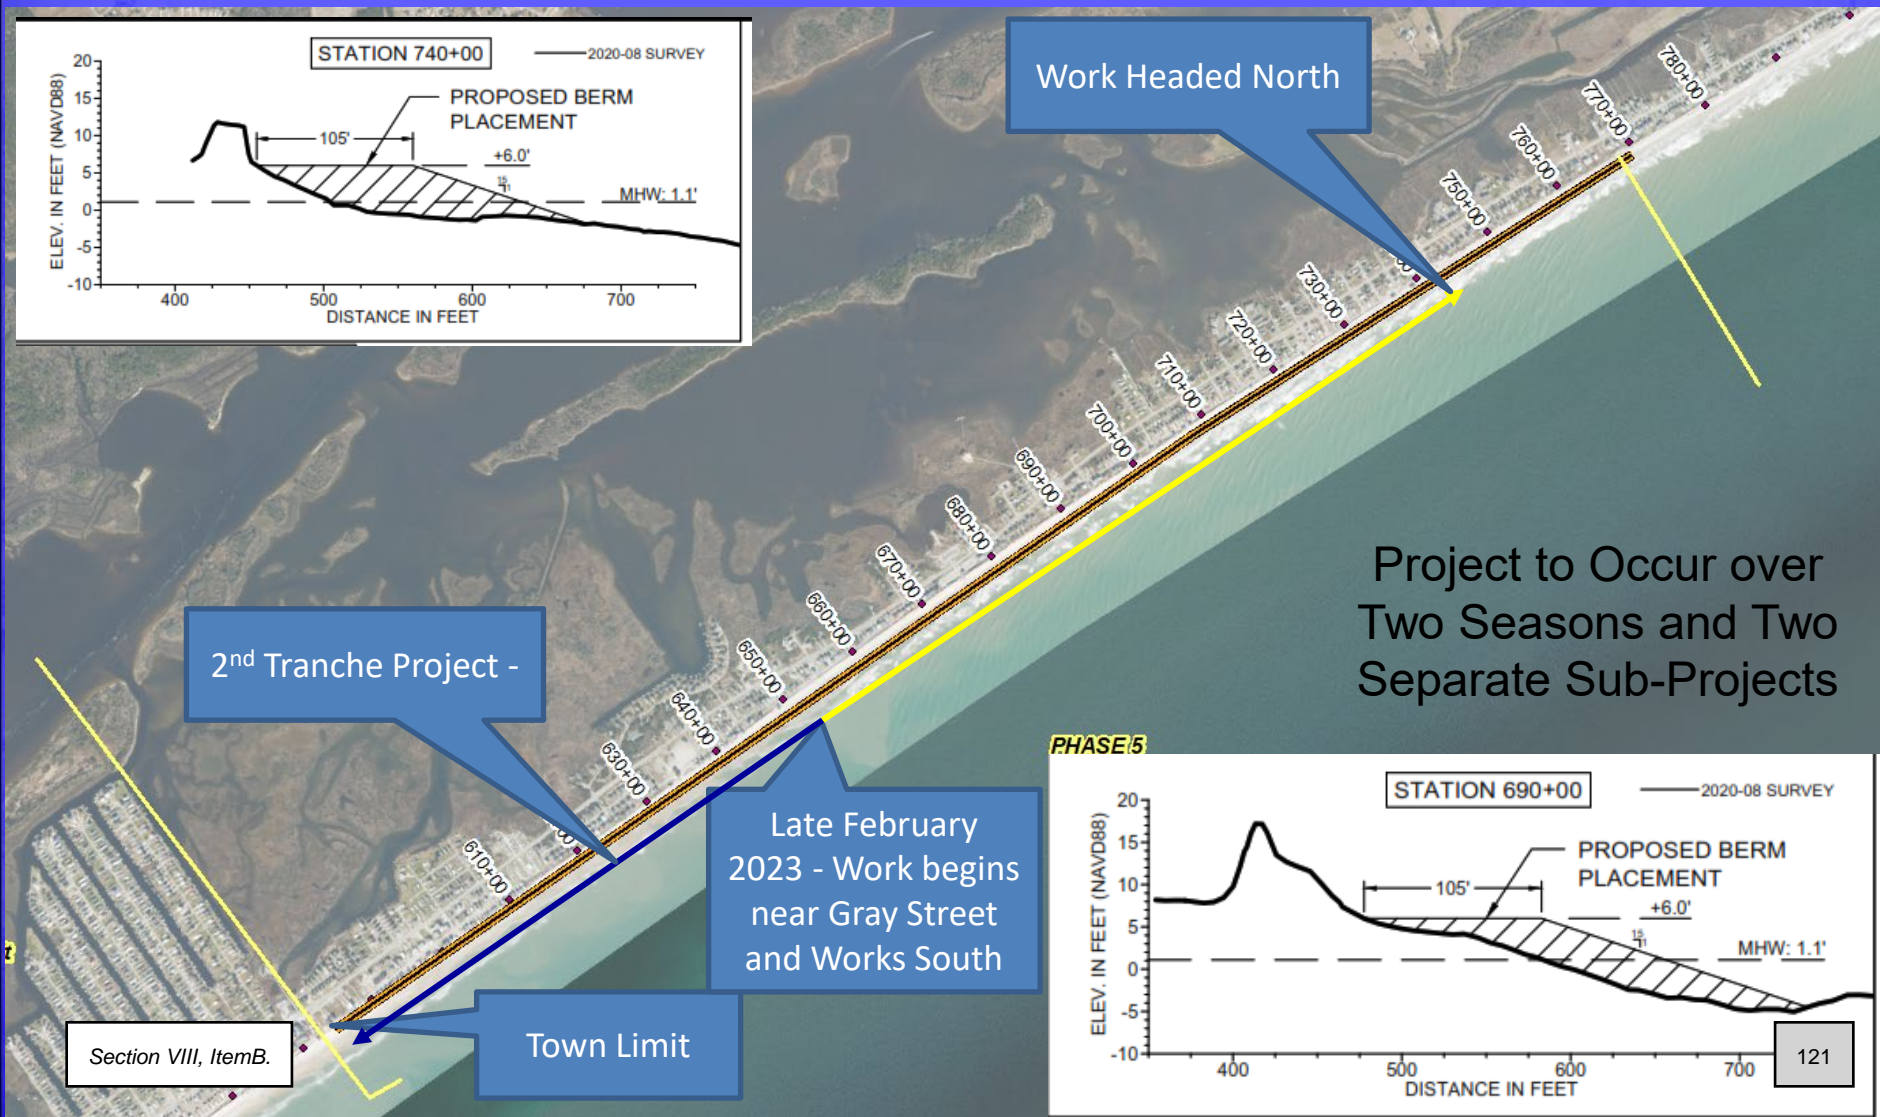 STATION 740+00
2020-08 SURVEY
ELEV. IN FEET (NAVD88)
20
15
10
5
0
-5
-10
PROPOSED BERM
PLACEMENT
105'
+6.0'
15
1
MHW: 1.1'
400
500
600
700
DISTANCE IN FEET
Work Headed North
780+00
770+00
760+00
750+00
730+00
720+00
710+00
700+00
690+00
680+00
670+00
660+00
650+00
640+00
630+00
610+00
Project to Occur over
Two Seasons and Two
Separate Sub-Projects
2nd Tranche Project -
Late February
2023 - Work begins
near Gray Street
and Works South
Town Limit
PHASE 5
STATION 690+00
2020-08 SURVEY
ELEV. IN FEET (NAVD88)
20
15
10
5
0
-5
-10
PROPOSED BERM
PLACEMENT
105'
+6.0'
15
1
MHW: 1.1'
400
500
600
700
DISTANCE IN FEET
Section VIII, ItemB.
121